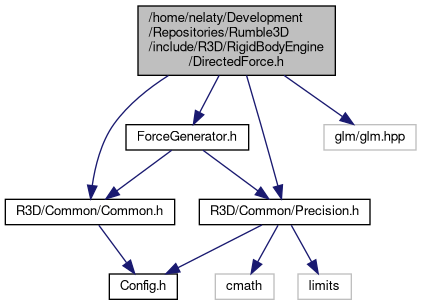 /home/nelaty/Development
/Repositories/Rumble3D
/include/R3D/RigidBodyEngine
/DirectedForce.h
ForceGenerator.h
glm/glm.hpp
R3D/Common/Common.h
R3D/Common/Precision.h
Config.h
cmath
limits